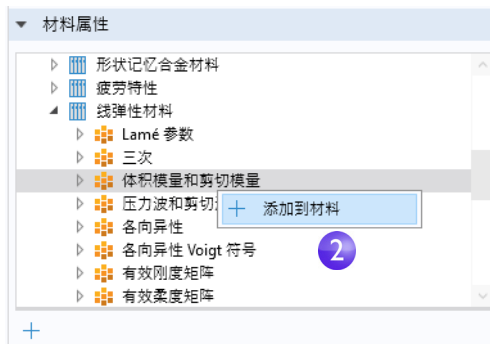 材料属性
形状记忆合金材料
疲劳特性
线弹性材料
Lamé 参数
三次
体积模量和剪切模量
压力波和剪切
添加到材料
各向异性
2
各向异性 Voigt 符号
有效刚度矩阵
有效柔度矩阵